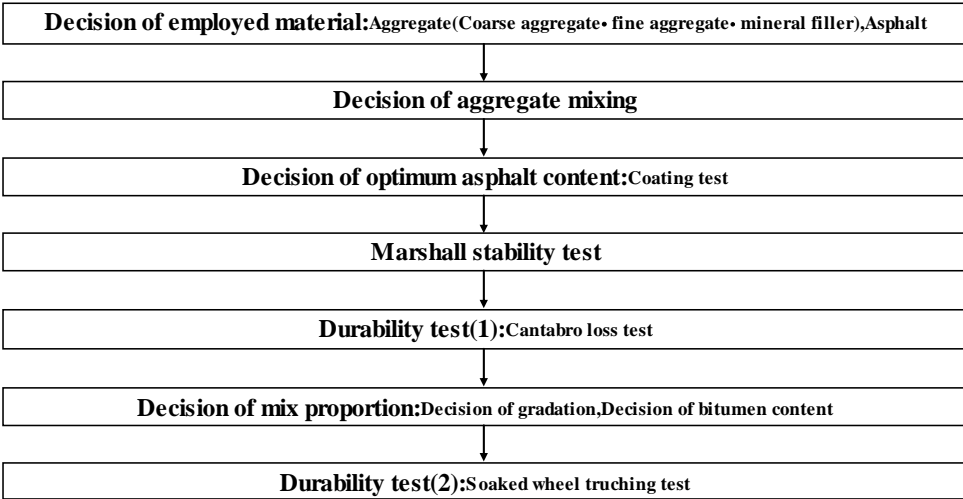 Decision of employed material:Aggregate(Coarse aggregate・fine aggregate・mineral filler),Asphalt
Decision of aggregate mixing
Decision of optimum asphalt content:Coating test
Marshall stability test
Durability test(1):Cantabro loss test
Decision of mix proportion:Decision of gradation,Decision of bitumen content
Durability test(2):Soaked wheel truching test